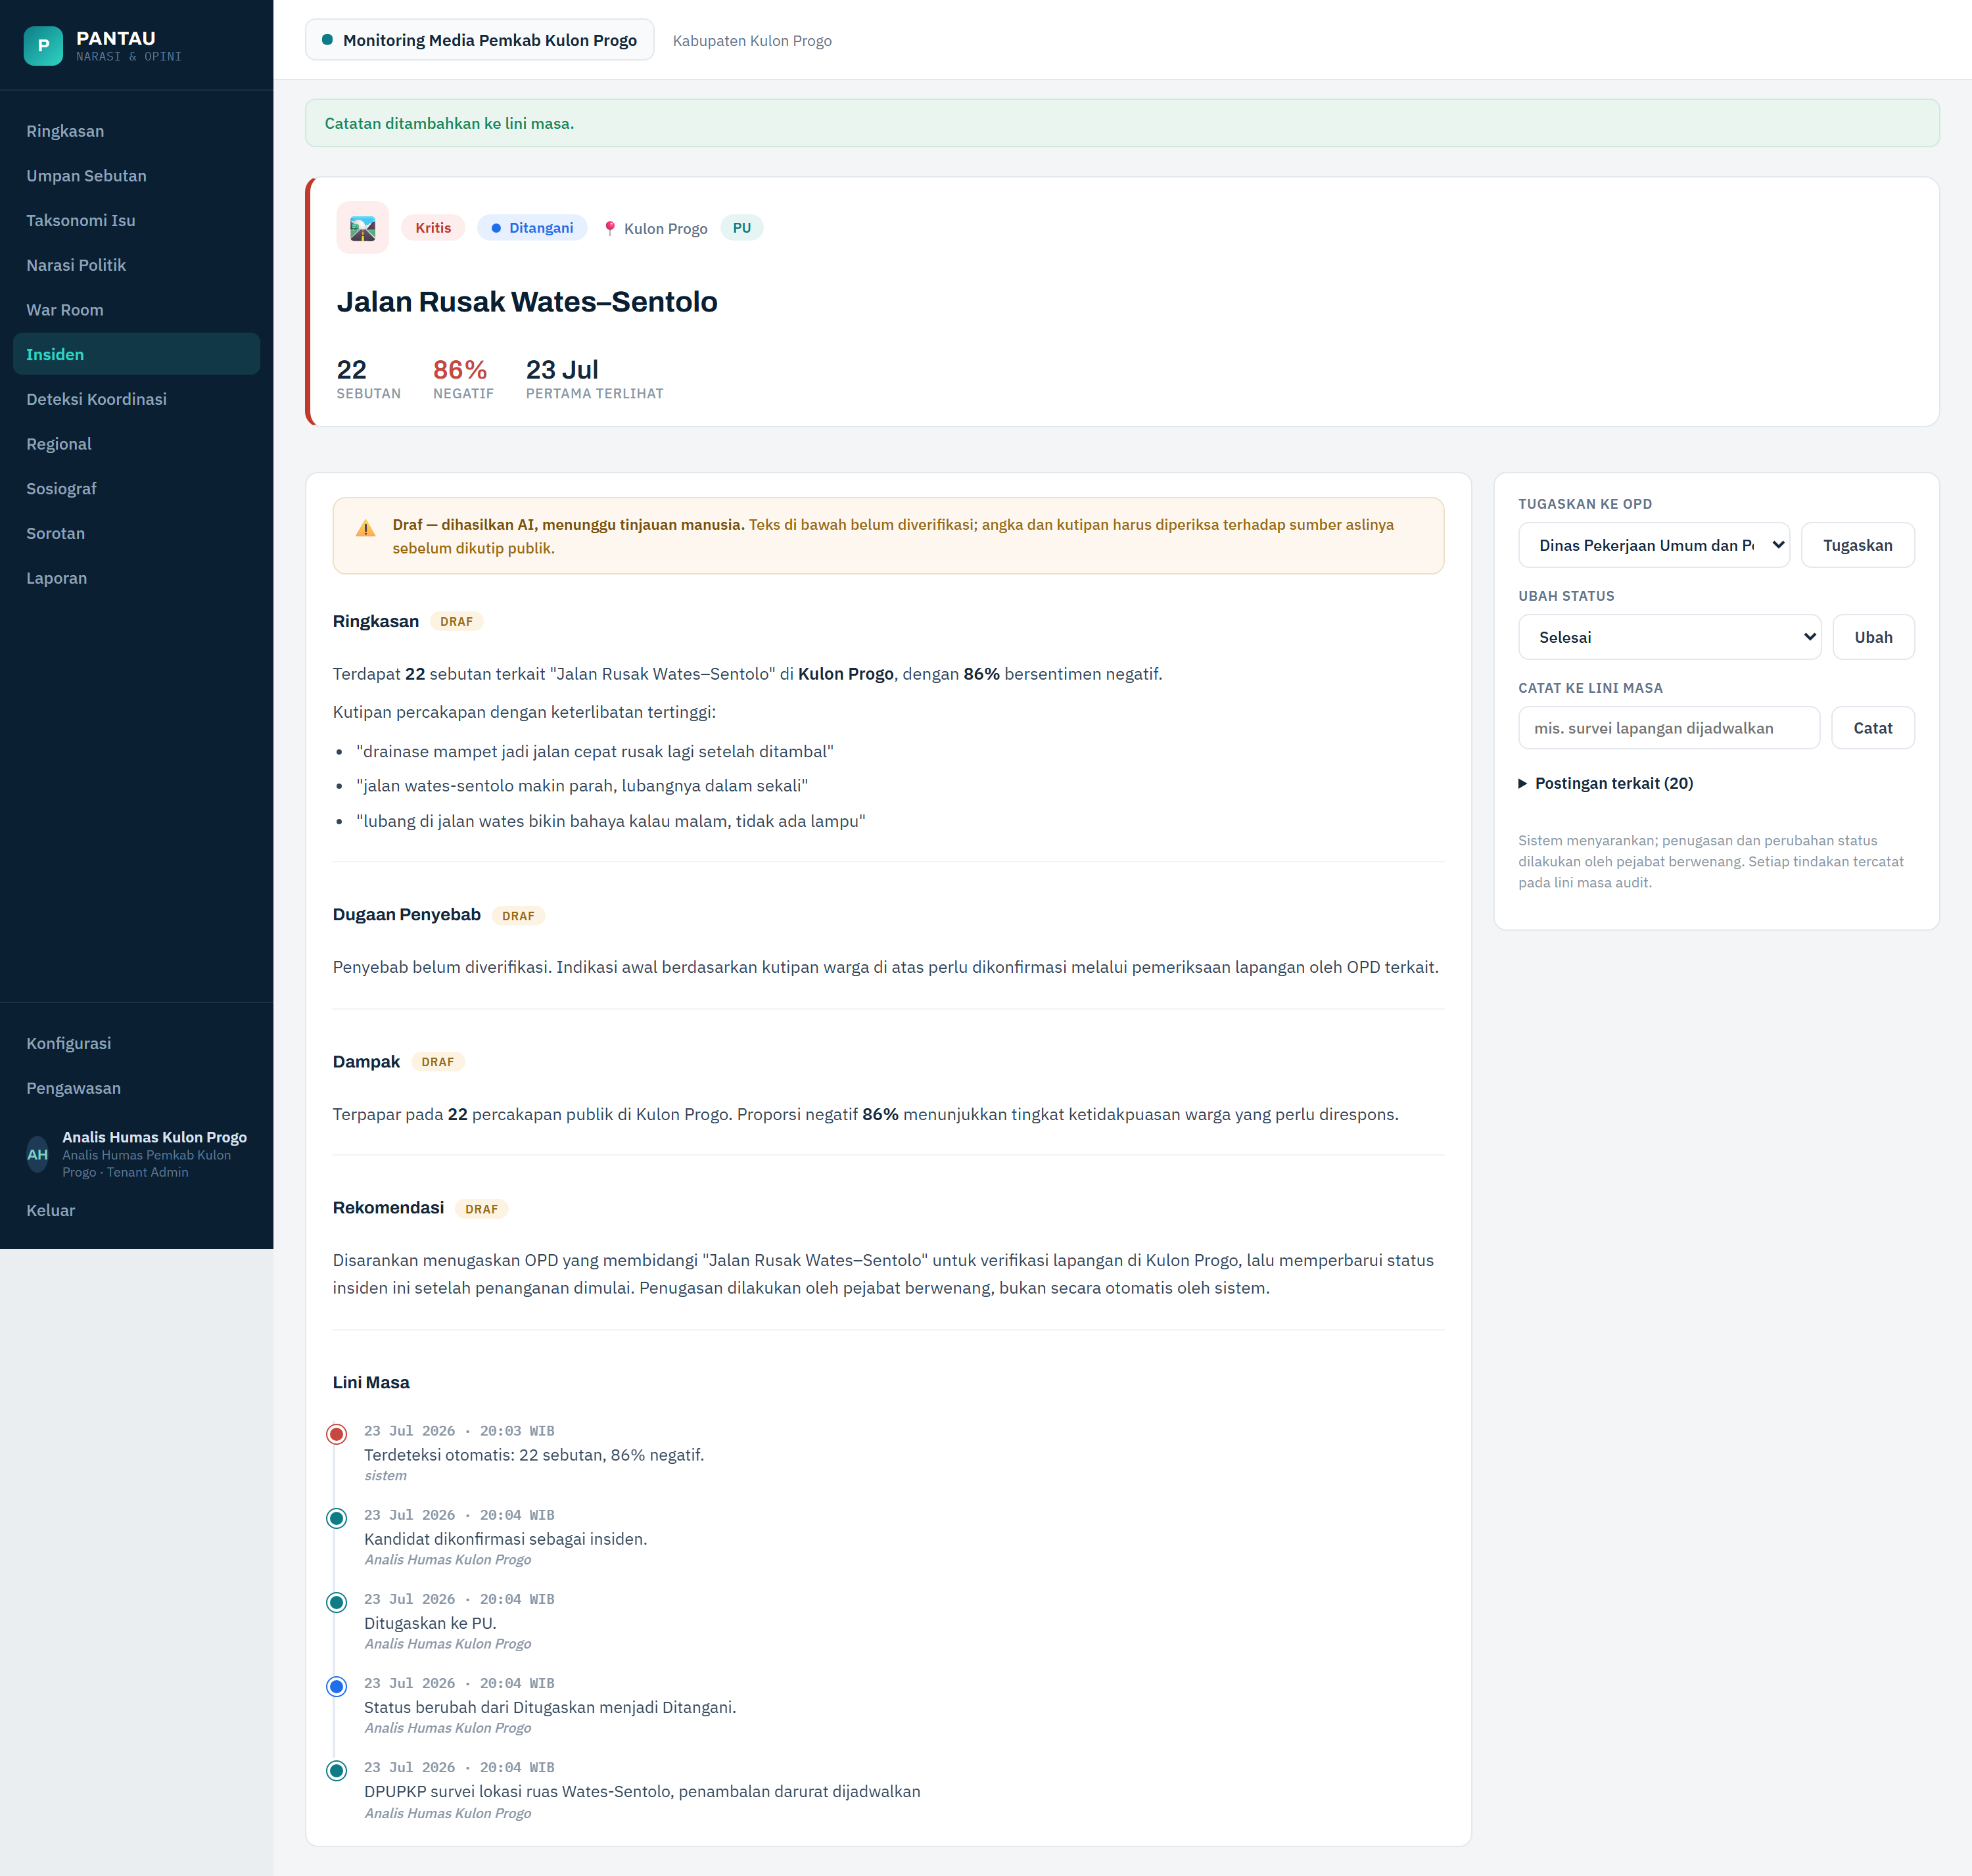 P
PANTAU
NARASI & OPINI
Ringkasan
Umpan Sebutan
Taksonomi Isu
Narasi Politik
War Room
Insiden
Deteksi Koordinasi
Regional
Sosiograf
Sorotan
Laporan
Konfigurasi
Pengawasan
AH
Analis Humas Kulon Progo
Analis Humas Pemkab Kulon
Progo · Tenant Admin
Keluar
Monitoring Media Pemkab Kulon Progo
Kabupaten Kulon Progo
Catatan ditambahkan ke lini masa.
Kritis
Ditangani
Kulon Progo
PU
Jalan Rusak Wates–Sentolo
22
SEBUTAN
86%
NEGATIF
23 Jul
PERTAMA TERLIHAT
Draf — dihasilkan AI, menunggu tinjauan manusia. Teks di bawah belum diverifikasi; angka dan kutipan harus diperiksa terhadap sumber aslinya
sebelum dikutip publik.
Ringkasan DRAF
Terdapat 22 sebutan terkait "Jalan Rusak Wates–Sentolo" di Kulon Progo, dengan 86% bersentimen negatif.
Kutipan percakapan dengan keterlibatan tertinggi:
• "drainase mampet jadi jalan cepat rusak lagi setelah ditambal"
• "jalan wates-sentolo makin parah, lubangnya dalam sekali"
• "lubang di jalan wates bikin bahaya kalau malam, tidak ada lampu"
Dugaan Penyebab DRAF
Penyebab belum diverifikasi. Indikasi awal berdasarkan kutipan warga di atas perlu dikonfirmasi melalui pemeriksaan lapangan oleh OPD terkait.
Dampak DRAF
Terpapar pada 22 percakapan publik di Kulon Progo. Proporsi negatif 86% menunjukkan tingkat ketidakpuasan warga yang perlu direspons.
Rekomendasi DRAF
Disarankan menugaskan OPD yang membidangi "Jalan Rusak Wates–Sentolo" untuk verifikasi lapangan di Kulon Progo, lalu memperbarui status
insiden ini setelah penanganan dimulai. Penugasan dilakukan oleh pejabat berwenang, bukan secara otomatis oleh sistem.
Lini Masa
23 Jul 2026 · 20:03 WIB
Terdeteksi otomatis: 22 sebutan, 86% negatif.
sistem
23 Jul 2026 · 20:04 WIB
Kandidat dikonfirmasi sebagai insiden.
Analis Humas Kulon Progo
23 Jul 2026 · 20:04 WIB
Ditugaskan ke PU.
Analis Humas Kulon Progo
23 Jul 2026 · 20:04 WIB
Status berubah dari Ditugaskan menjadi Ditangani.
Analis Humas Kulon Progo
23 Jul 2026 · 20:04 WIB
DPUPKP survei lokasi ruas Wates-Sentolo, penambalan darurat dijadwalkan
Analis Humas Kulon Progo
TUGASKAN KE OPD
Dinas Pekerjaan Umum dan
Tugaskan
UBAH STATUS
Selesai
Ubah
CATAT KE LINI MASA
mis. survei lapangan dijadwalkan
Catat
Postingan terkait (20)
Sistem menyarankan; penugasan dan perubahan status
dilakukan oleh pejabat berwenang. Setiap tindakan tercatat
pada lini masa audit.